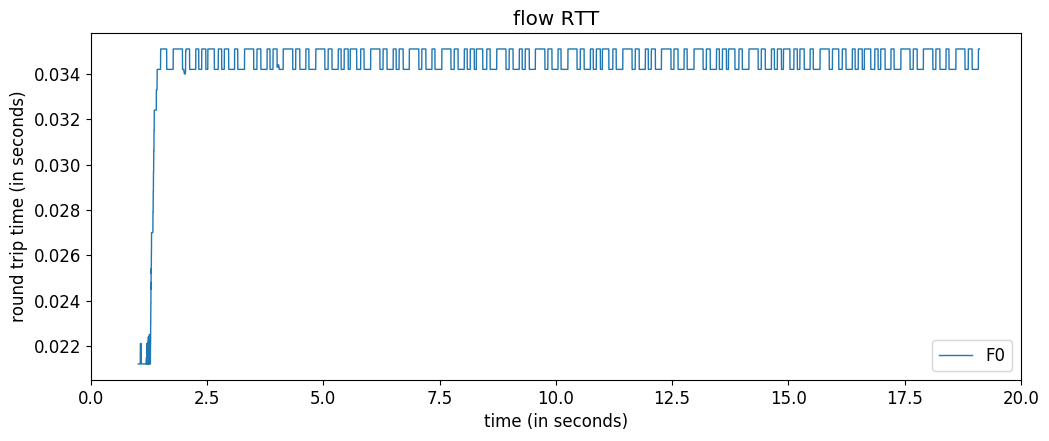 flow RTT
round trip time (in seconds)
0.034
0.032
0.030
0.028
0.026
0.024
0.022
F0
0.0 2.5 5.0 7.5 10.0 12.5 15.0 17.5 20.0
time (in seconds)